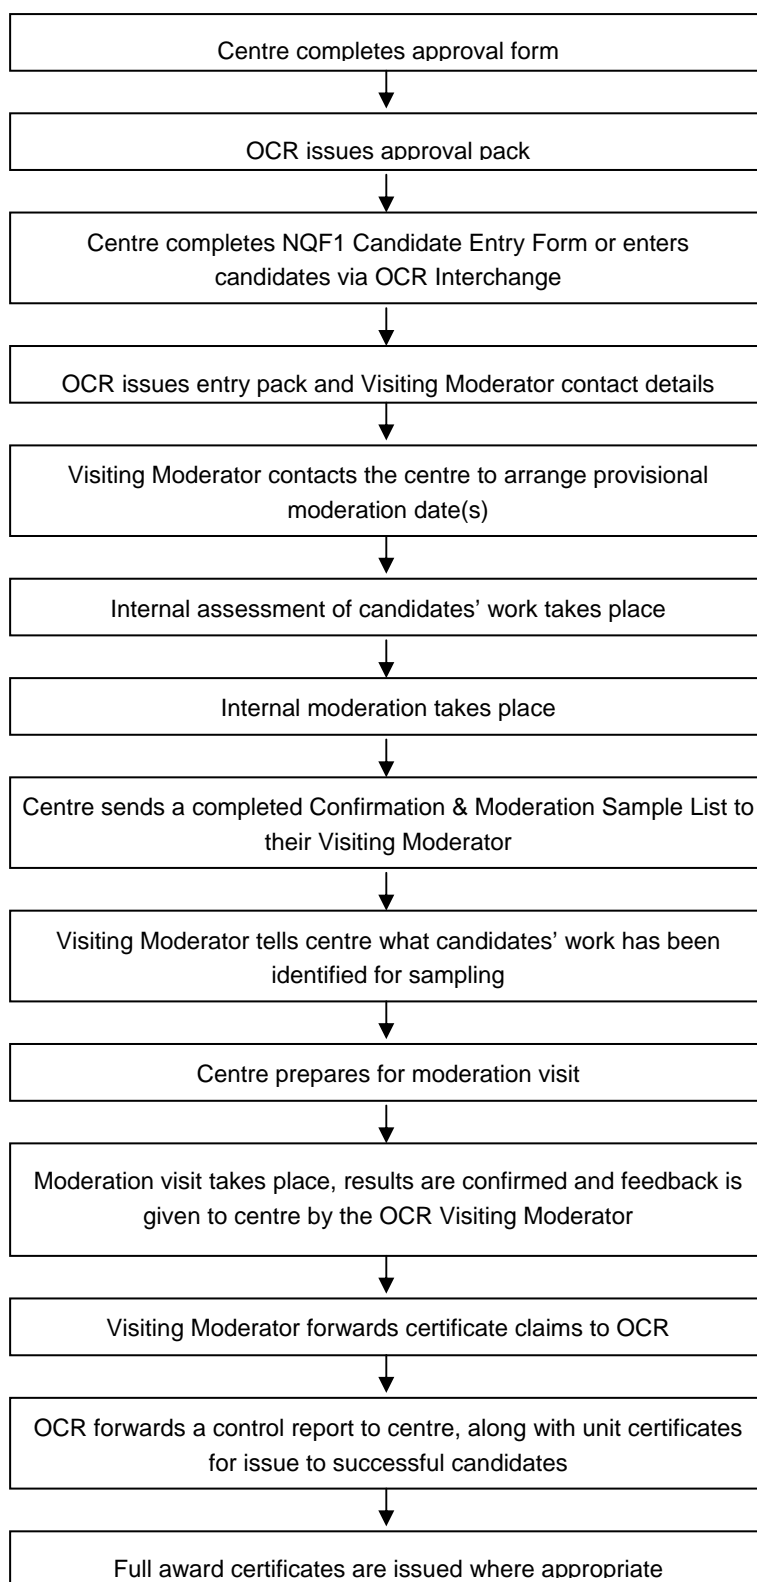 Centre completes approval form
OCR issues approval pack
Centre completes NQF1 Candidate Entry Form or enters
candidates via OCR Interchange
OCR issues entry pack and Visiting Moderator contact details
Visiting Moderator contacts the centre to arrange provisional
moderation date(s)
Internal assessment of candidates’ work takes place
Internal moderation takes place
Centre sends a completed Confirmation & Moderation Sample List to
their Visiting Moderator
Visiting Moderator tells centre what candidates’ work has been
identified for sampling
Centre prepares for moderation visit
Moderation visit takes place, results are confirmed and feedback is
given to centre by the OCR Visiting Moderator
Visiting Moderator forwards certificate claims to OCR
OCR forwards a control report to centre, along with unit certificates
for issue to successful candidates
Full award certificates are issued where appropriate